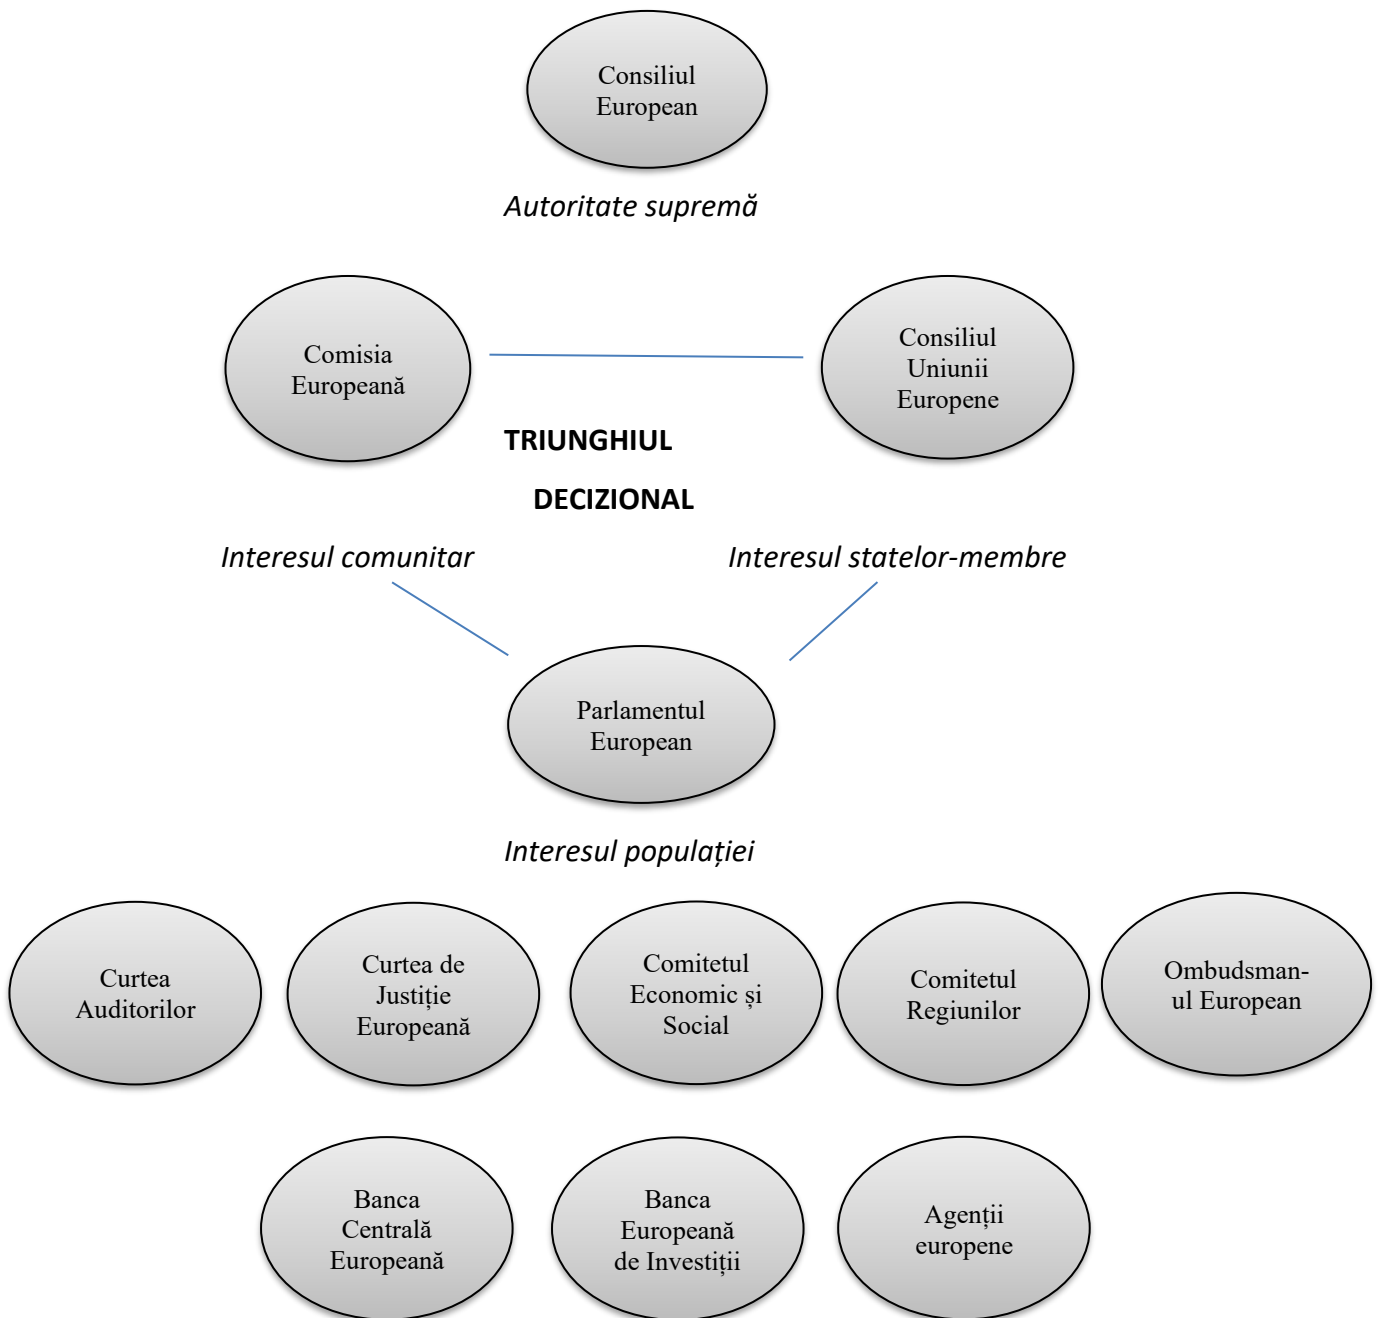 Consiliul
European
Autoritate supremă
Comisia
Europeană
Consiliul
Uniunii
Europene
TRIUNGHIUL
DECIZIONAL
Interesul comunitar
Interesul statelor-membre
Parlamentul
European
Interesul populației
Curtea
Auditorilor
Curtea de
Justiție
Europeană
Comitetul
Economic și
Social
Comitetul
Regiunilor
Ombudsman-
ul European
Banca
Centrală
Europeană
Banca
Europeană
de Investiții
Agenții
europene